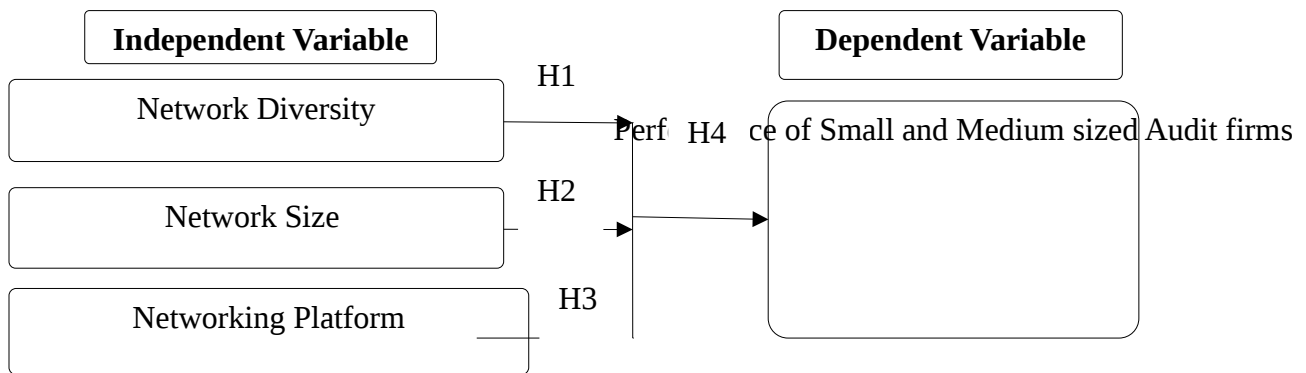 Independent Variable
Dependent Variable
H1
Network Diversity
Perf ce of Small and Medium sized Audit firms
H4
H2
Network Size
H3
Networking Platform